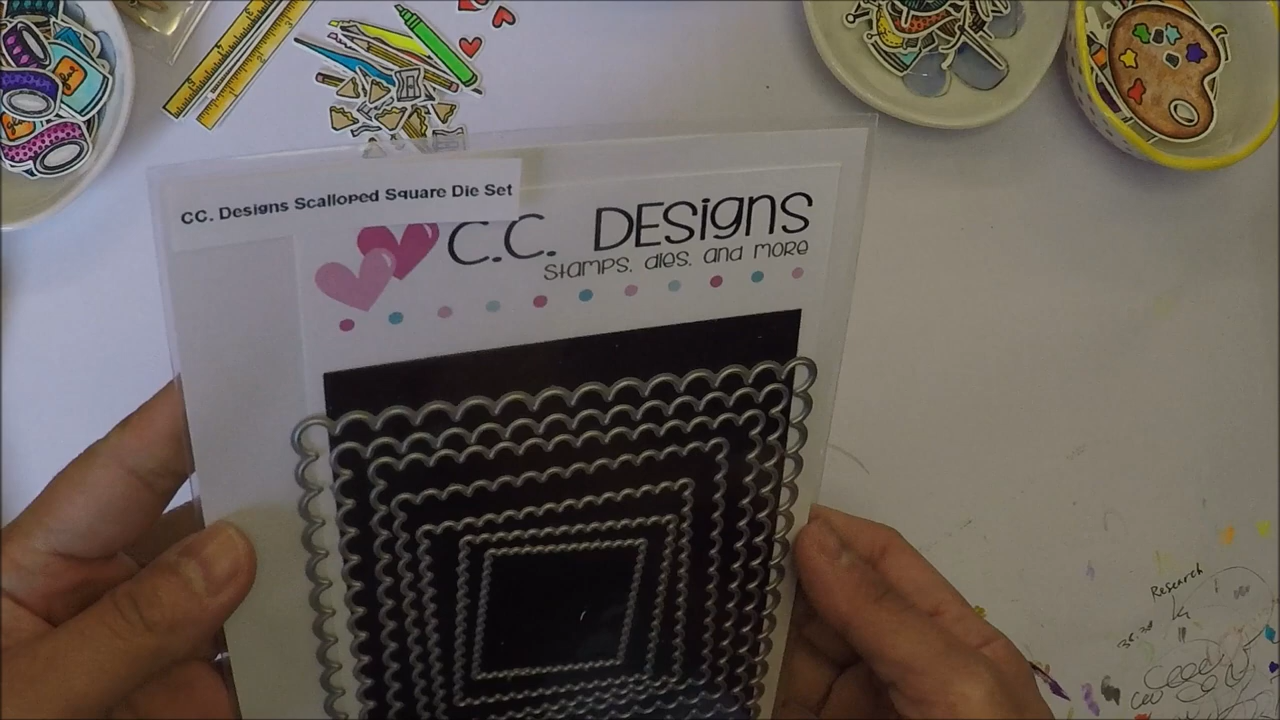 CC. Designs Scalloped Square Die Set
C.C. DESIGNS
STAMPS, DIES, AND MORE
Research